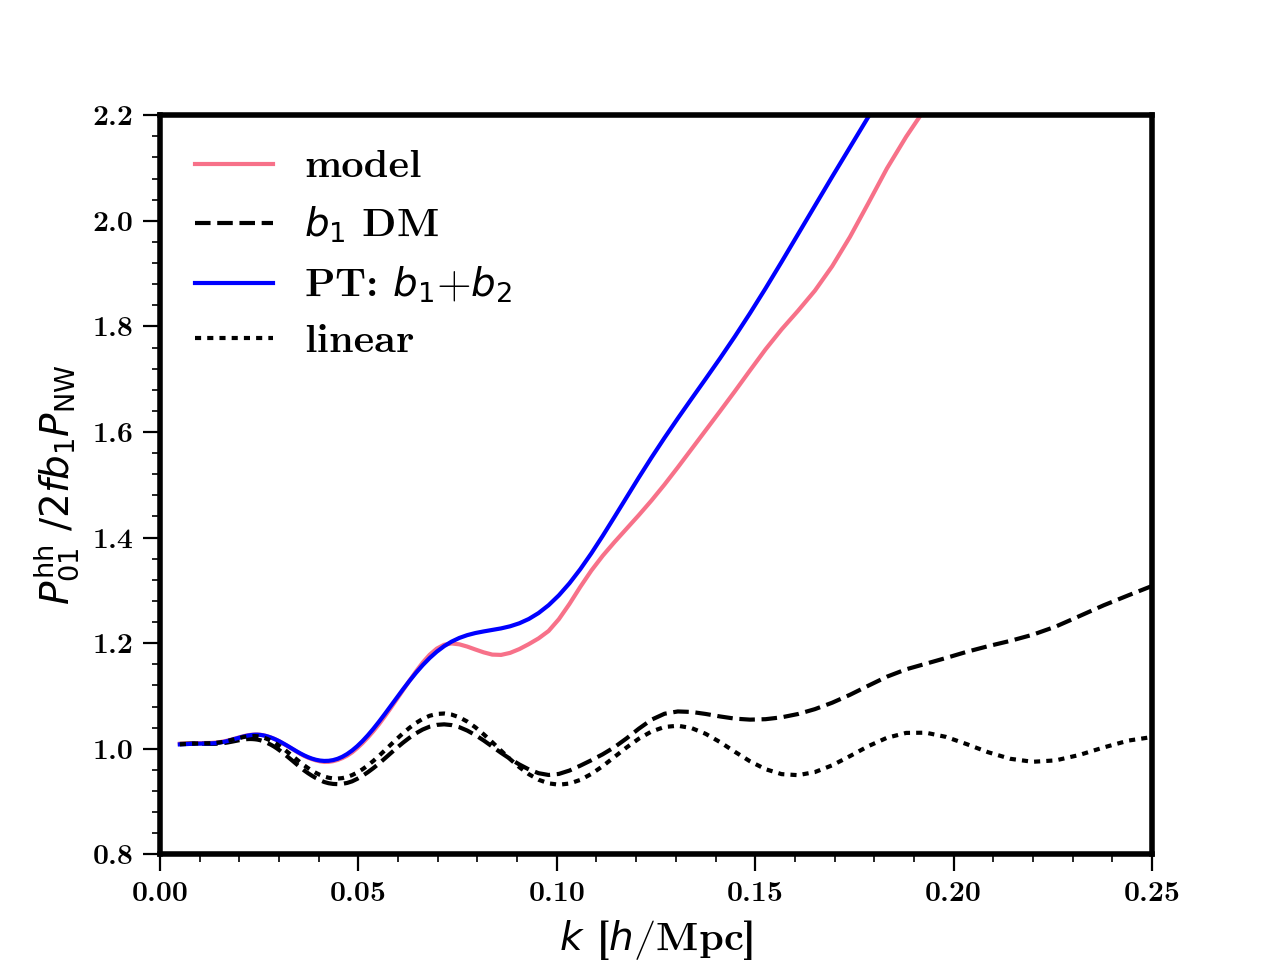 2.2
2.0
1.8
1.6
1.4
1.2
1.0
0.8
P₀₁ʰʰ /2fb₁P_NW
model
b₁ DM
PT: b₁+b₂
linear
0.00 0.05 0.10 0.15 0.20 0.25
k [h/Mpc]